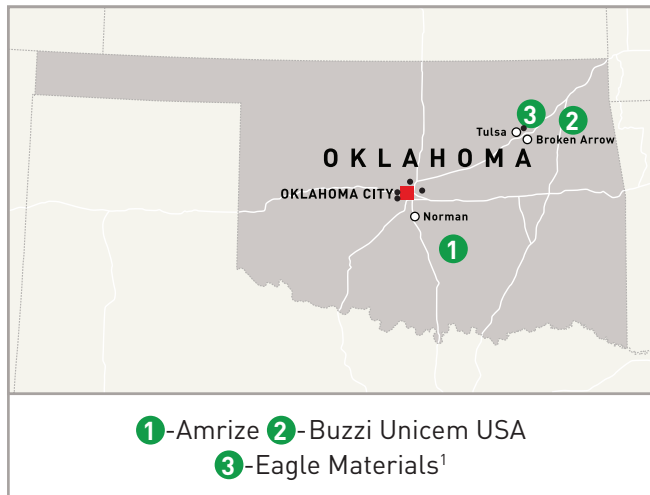 3
2
Tulsa
Broken Arrow
OKLAHOMA
OKLAHOMA CITY
Norman
1
1-Amrize 2-Buzzi Unicem USA
3-Eagle Materials¹